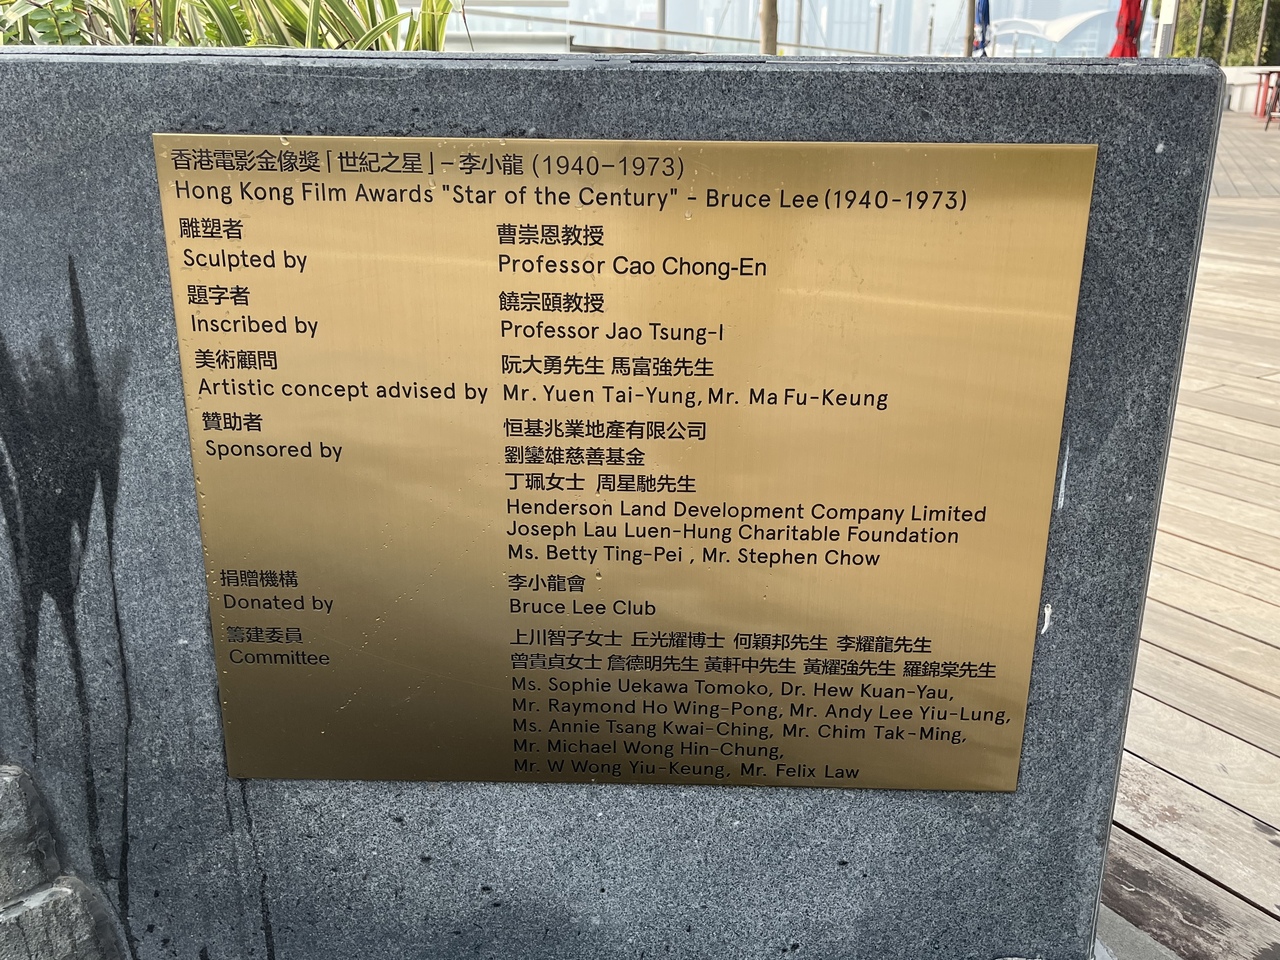 香港電影金像獎「世紀之星」- 李小龍 (1940-1973)
Hong Kong Film Awards "Star of the Century" - Bruce Lee (1940-1973)
雕塑者 曹崇恩教授
Sculpted by Professor Cao Chong-En
題字者 饒宗頤教授
Inscribed by Professor Jao Tsung-I
美術顧問 阮大勇先生 馬富強先生
Artistic concept advised by Mr. Yuen Tai-Yung, Mr. Ma Fu-Keung
贊助者 恒基兆業地產有限公司
Sponsored by 劉鑾雄慈善基金
丁珮女士 周星馳先生
Henderson Land Development Company Limited
Joseph Lau Luen-Hung Charitable Foundation
Ms. Betty Ting-Pei , Mr. Stephen Chow
捐贈機構 李小龍會
Donated by Bruce Lee Club
籌建委員 上川智子女士 丘光耀博士 何穎邦先生 李耀龍先生
Committee 曾貴貞女士 詹德明先生 黃軒中先生 黃耀強先生 羅錦棠先生
Ms. Sophie Uekawa Tomoko, Dr. Hew Kuan-Yau,
Mr. Raymond Ho Wing-Pong, Mr. Andy Lee Yiu-Lung,
Ms. Annie Tsang Kwai-Ching, Mr. Chim Tak-Ming,
Mr. Michael Wong Hin-Chung,
Mr. W Wong Yiu-Keung, Mr. Felix Law